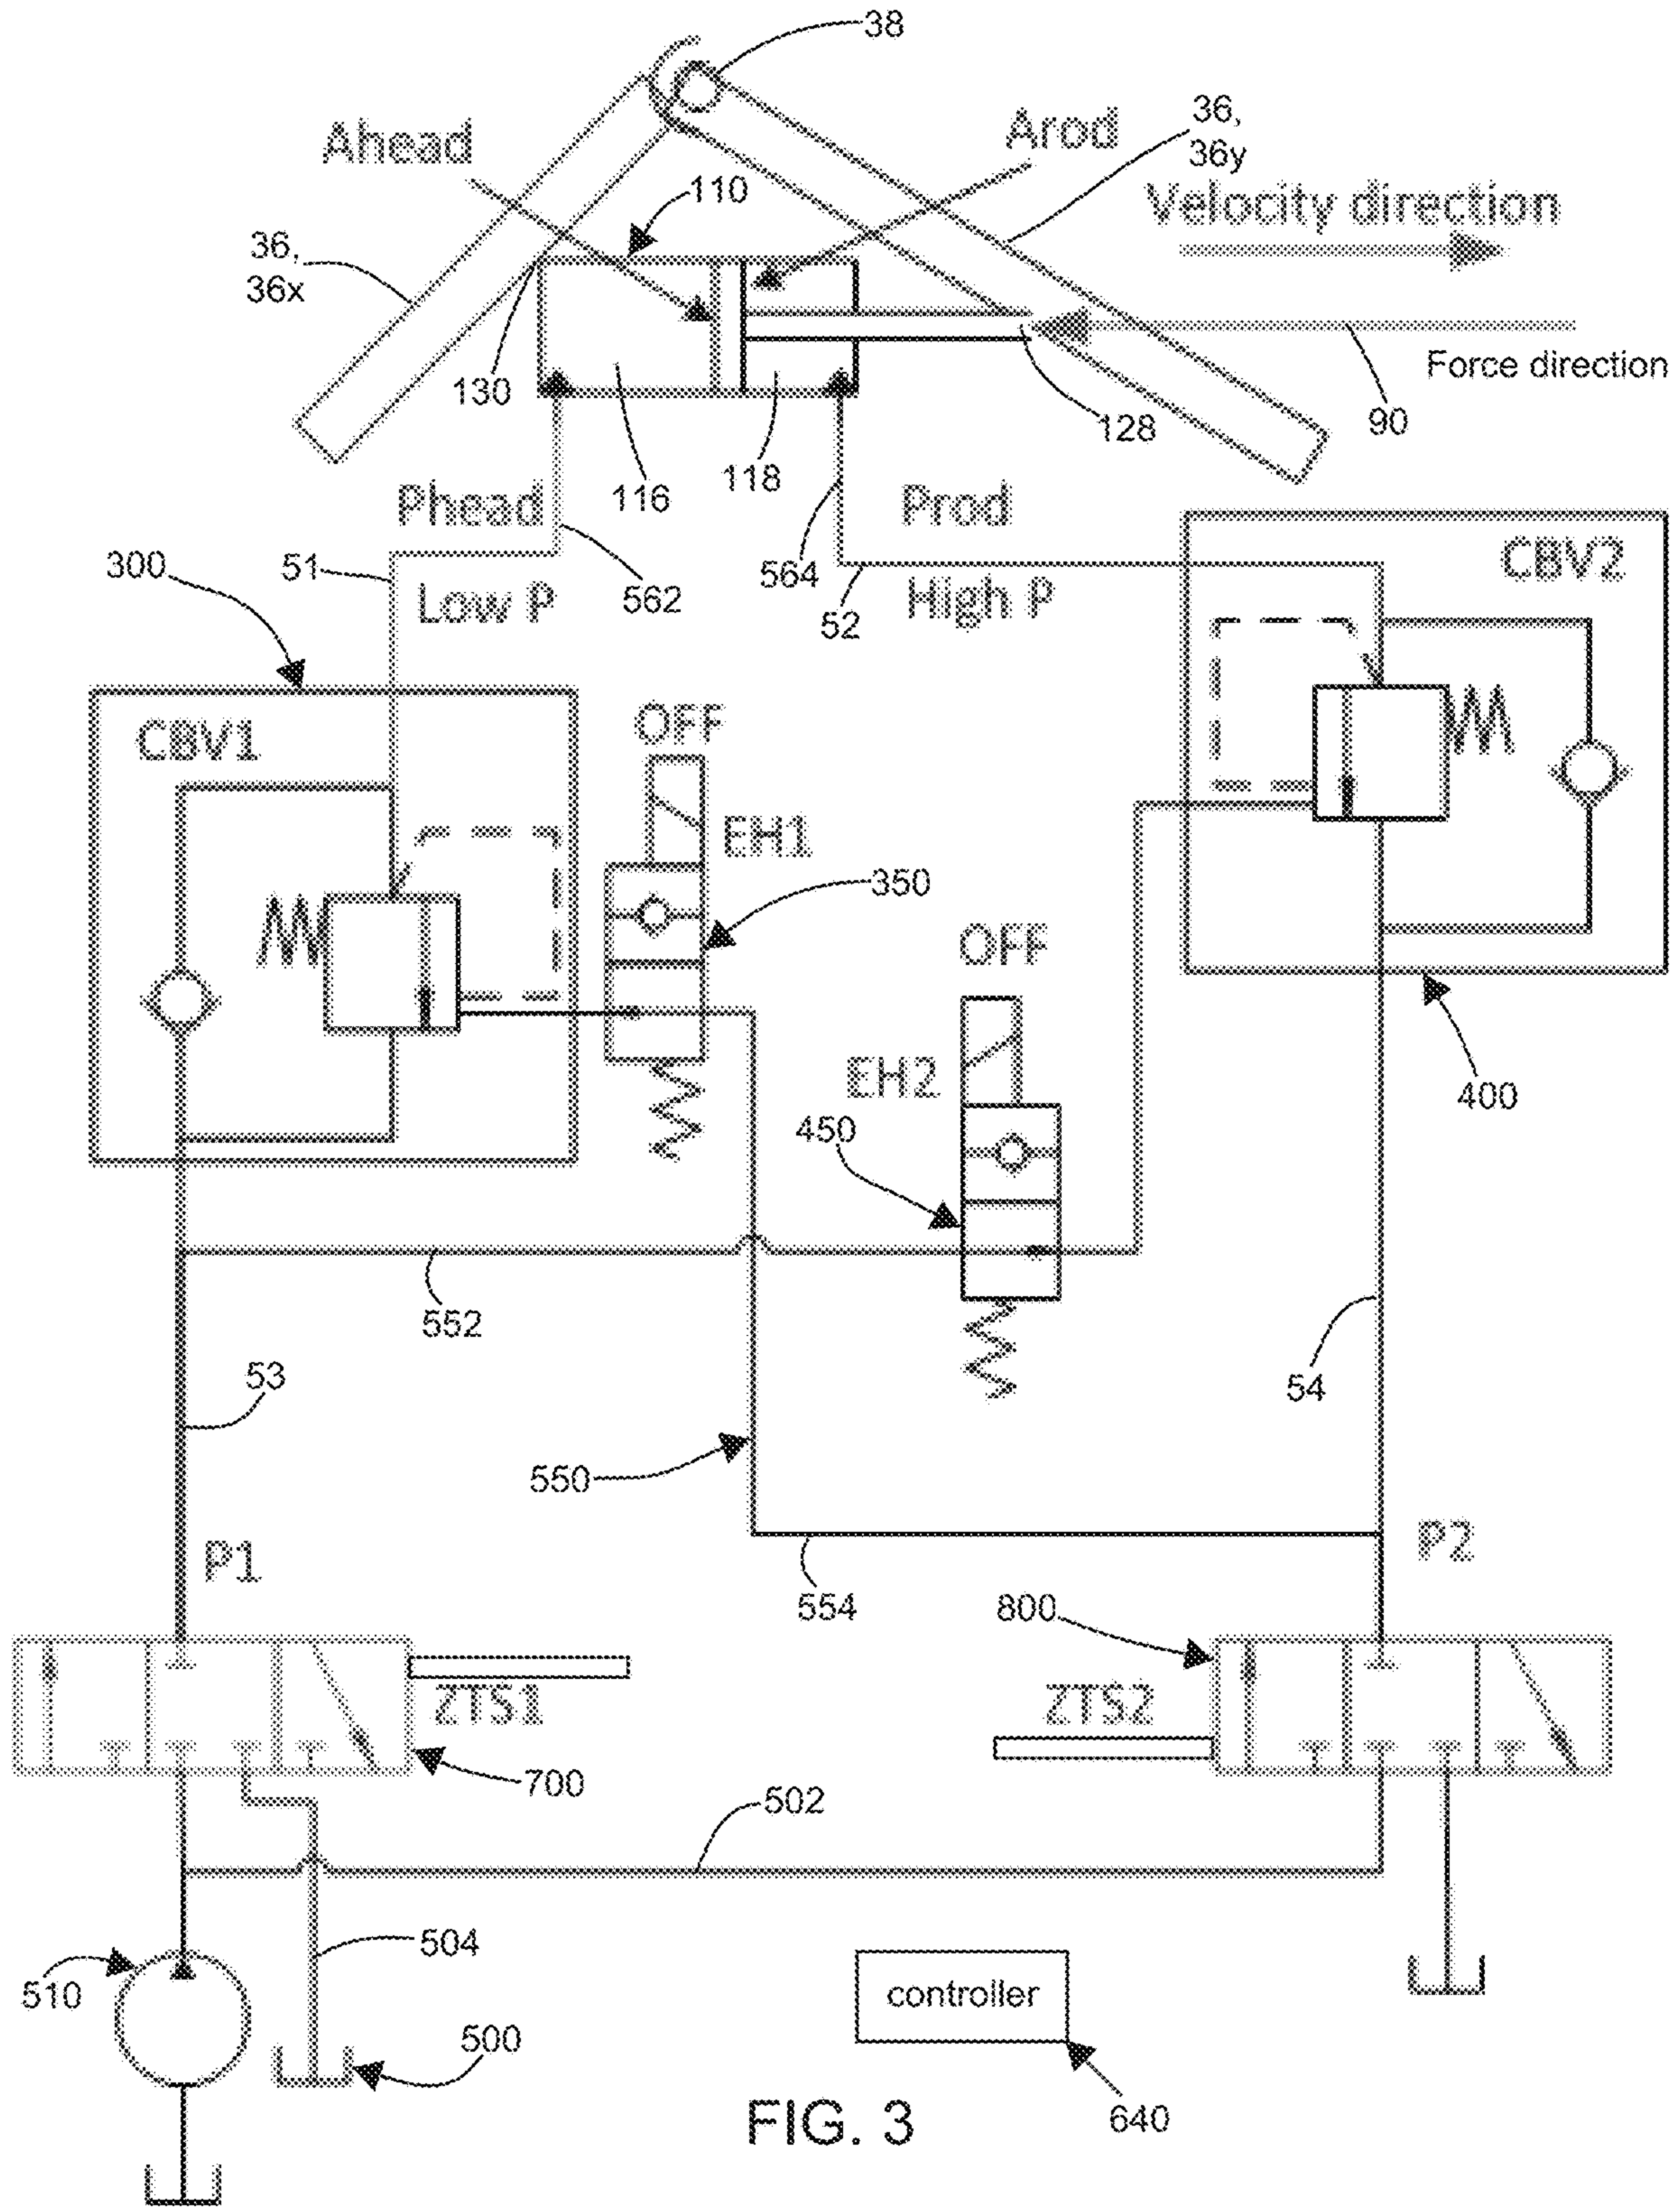 38
Ahead
Arod
36,
36y
110
Velocity direction
36,
36x
130
Force direction
128
90
116
118
Phead
Prod
300
51
562
564
CBV2
Low P
High P
52
CBV1
OFF
EH1
350
OFF
EH2
400
450
552
53
54
550
P1
P2
554
800
ZTS1
ZTS2
700
502
504
510
controller
500
FIG. 3
640